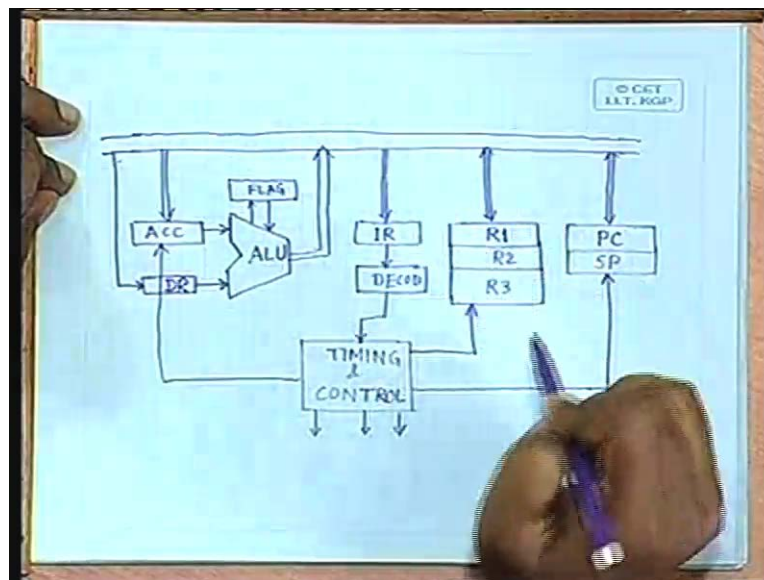 © CET
I.I.T. KGP
FLAG
ACC
ALU
IR
R1
PC
R2
SP
DR
DECOD
R3
TIMING
&
CONTROL